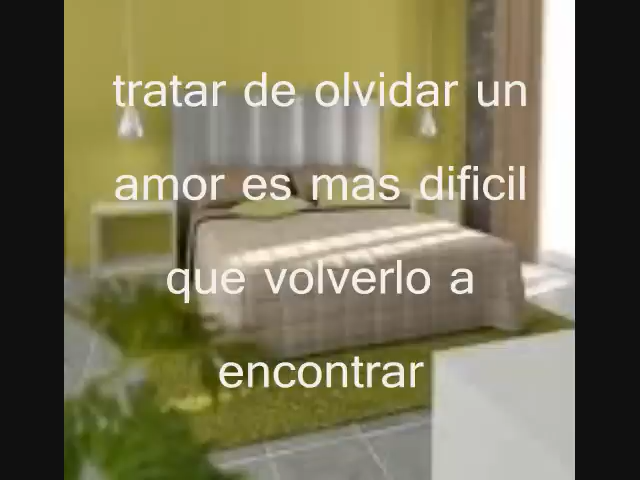 tratar de olvidar un
amor es mas dificil
que volverlo a
encontrar